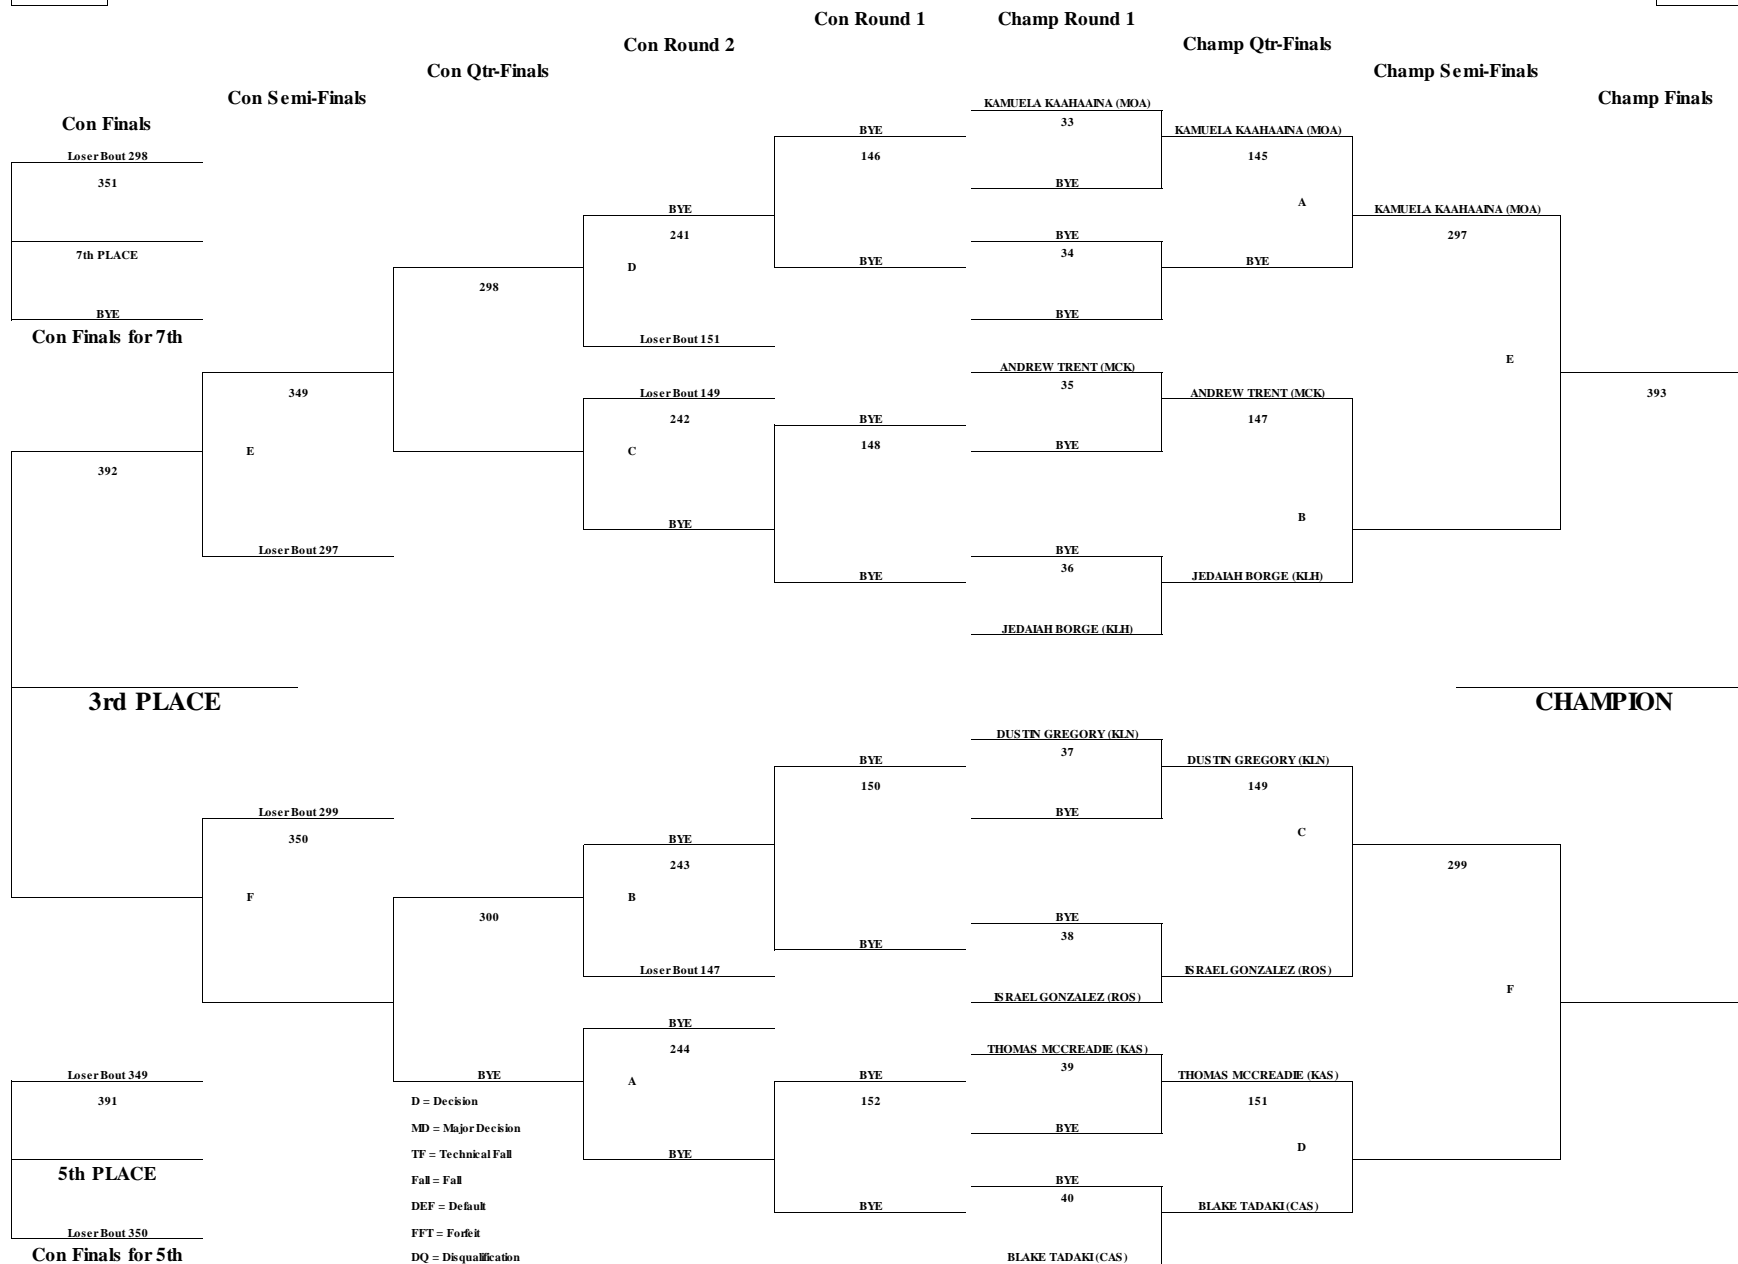 Con Round 1
Champ Round 1
Con Round 2
Champ Qtr-Finals
Con Qtr-Finals
Champ Semi-Finals
Con Semi-Finals
Champ Finals
Con Finals
Loser Bout 298
351
7th PLACE
BYE
Con Finals for 7th
392
3rd PLACE
Loser Bout 349
391
5th PLACE
Loser Bout 350
Con Finals for 5th
349
E
Loser Bout 297
Loser Bout 299
350
F
298
300
BYE
D = Decision
MD = Major Decision
TF = Technical Fall
Fall = Fall
DEF = Default
FFT = Forfeit
DQ = Disqualification
BYE
241
D
Loser Bout 151
Loser Bout 149
242
C
BYE
BYE
243
B
Loser Bout 147
BYE
244
A
BYE
BYE
146
BYE
BYE
148
BYE
BYE
150
BYE
BYE
152
BYE
KAMUELA KAAHAAINA (MOA)
33
BYE
BYE
34
BYE
ANDREW TRENT (MCK)
35
BYE
BYE
36
JEDAIAH BORGE (KLH)
DUSTIN GREGORY (KLN)
37
BYE
BYE
38
ISRAEL GONZALEZ (ROS)
THOMAS MCCREADIE (KAS)
39
BYE
BYE
40
BLAKE TADAKI (CAS)
KAMUELA KAAHAAINA (MOA)
145
A
BYE
ANDREW TRENT (MCK)
147
B
JEDAIAH BORGE (KLH)
DUSTIN GREGORY (KLN)
149
C
ISRAEL GONZALEZ (ROS)
THOMAS MCCREADIE (KAS)
151
D
BLAKE TADAKI (CAS)
KAMUELA KAAHAAINA (MOA)
297
E
299
F
393
CHAMPION